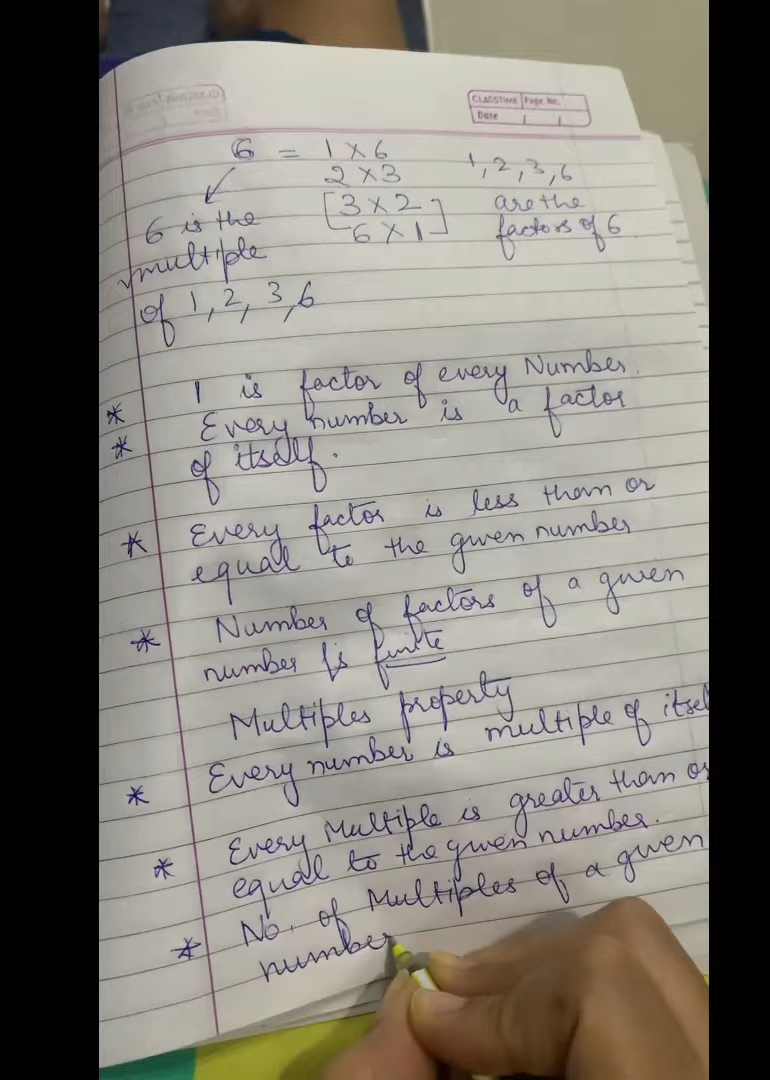 CLASSTIME Page No.
Date / /
6 = 1 × 6
2 × 3
[3 × 2
6 × 1]
1, 2, 3, 6
are the
factors of 6
6 is the
multiple
of 1, 2, 3, 6
* 1 is factor of every Number.
* Every number is a factor
of itself.
* Every factor is less than or
equal to the given number
* Number of factors of a given
number is finite
Multiples property
* Every number is multiple of itsel
* Every Multiple is greater than or
equal to the given number.
* No. of Multiples of a given
number